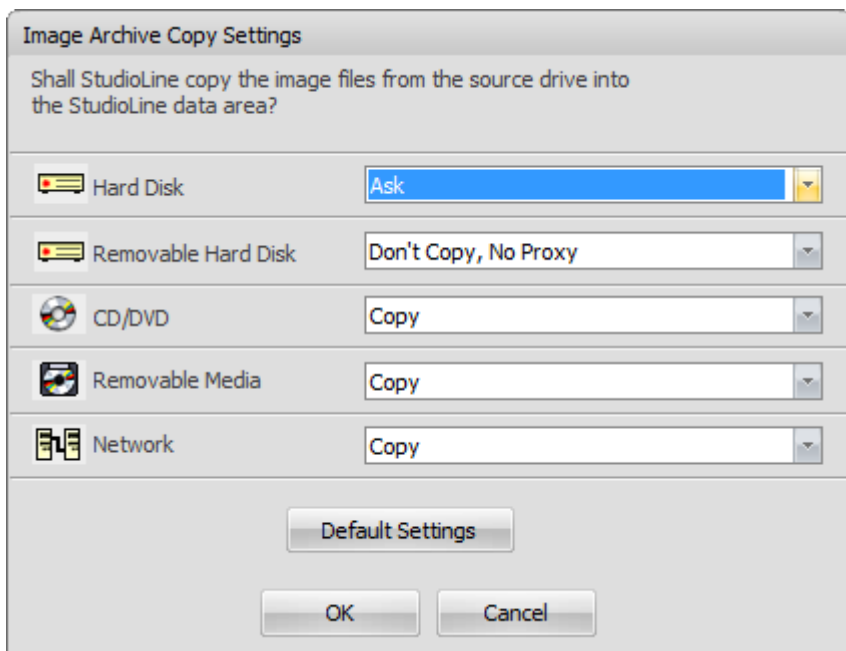 Image Archive Copy Settings
Shall StudioLine copy the image files from the source drive into
the StudioLine data area?
Hard Disk Ask
Removable Hard Disk Don't Copy, No Proxy
CD/DVD Copy
Removable Media Copy
Network Copy
Default Settings
OK Cancel